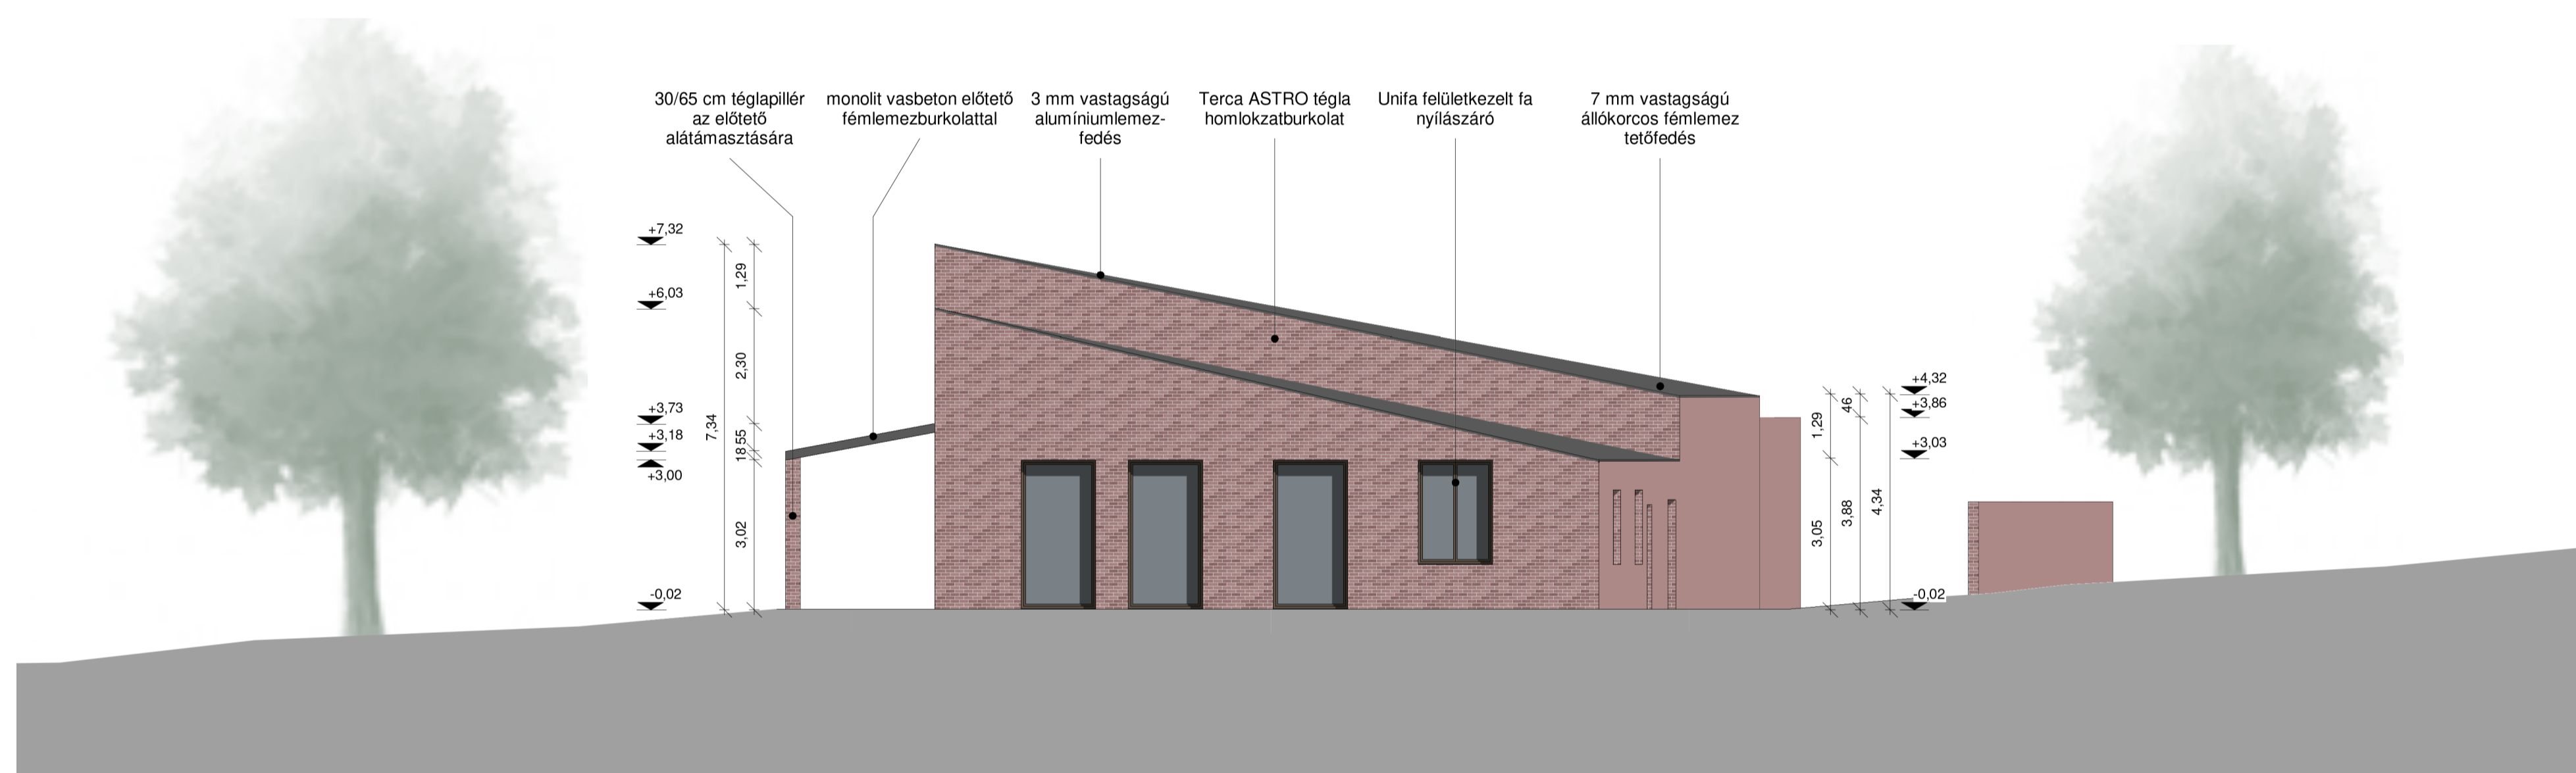 30/65 cm téglapillér
az előtető
alátámasztására
monolit vasbeton előtető
fémlemezburkolattal
3 mm vastagságú
alumíniumlemez-
fedés
Terca ASTRO tégla
homlokzatburkolat
Unifa felületkezelt fa
nyílászáró
7 mm vastagságú
állókorcos fémlemez
tetőfedés
+7,32
+6,03
+3,73
+3,18
+3,00
-0,02
7,34
1,29
2,30
55
18
3,02
1,29
3,05
46
3,88
4,34
+4,32
+3,86
+3,03
-0,02